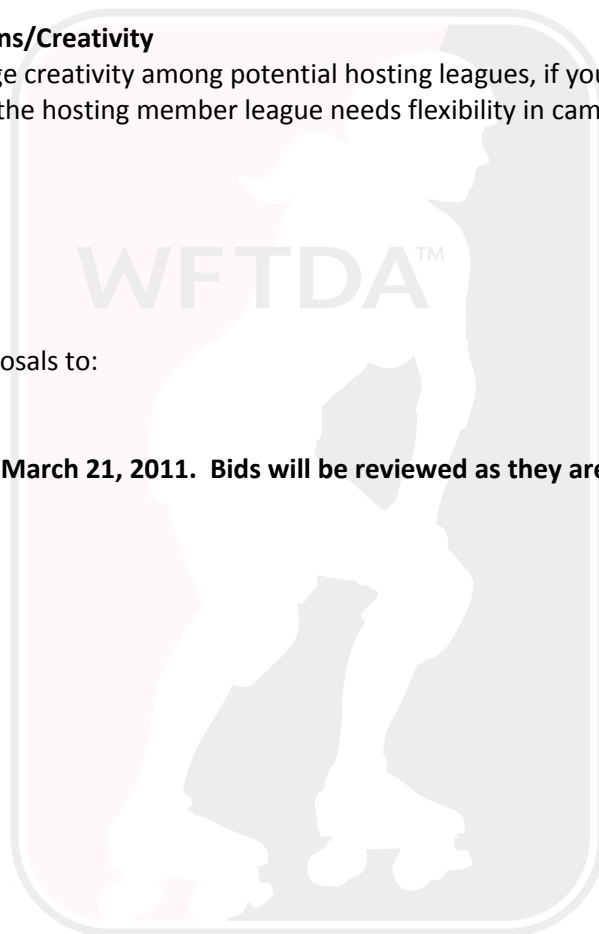 ns/Creativity
ge creativity among potential hosting leagues, if you
the hosting member league needs flexibility in cam
WFTDA™
osals to:
March 21, 2011. Bids will be reviewed as they are